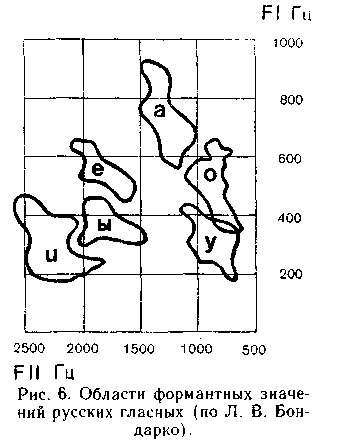 FI Гц
1000
800
600
400
200
а
е
о
ы
у
и
2500 2000 1500 1000 500
FII Гц
Рис. 6. Области формантных значе-
ний русских гласных (по Л. В. Бон-
дарко).